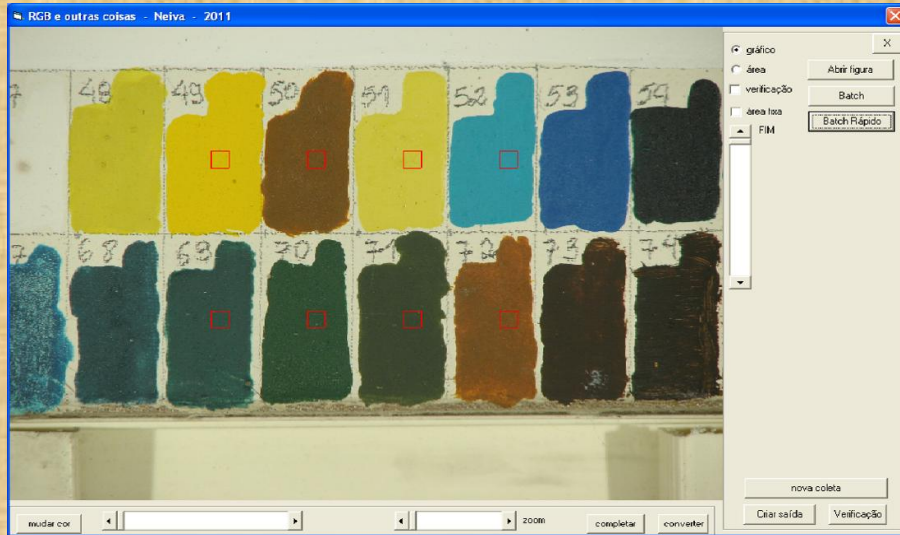 RGB e outras coisas - Neiva - 2011
X
gráfico
área
verificação
área fixa
FIM
Abrir figura
Batch
Batch Rápido
7 48 49 50 51 52 53 54
7 68 69 70 71 72 73 74
nova coleta
Criar saída
Verificação
mudar cor
zoom
completar
converter